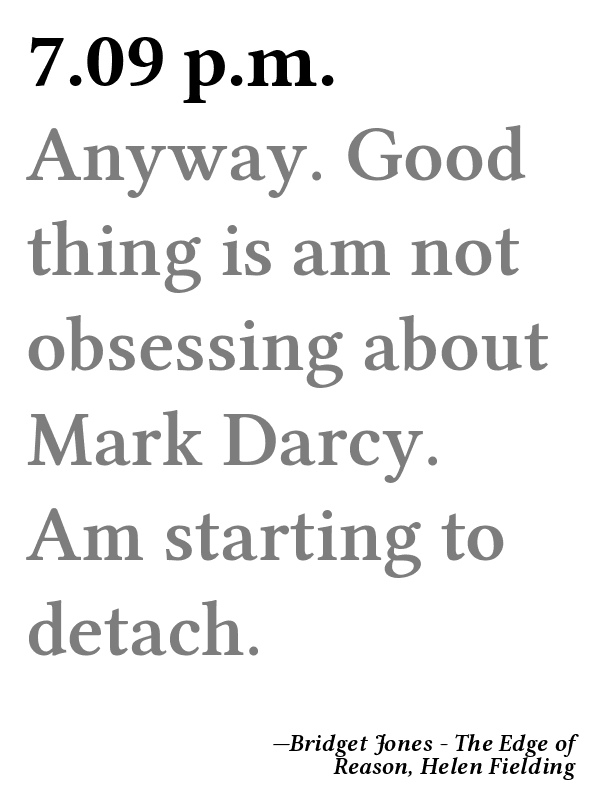 7.09 p.m.
Anyway. Good
thing is am not
obsessing about
Mark Darcy.
Am starting to
detach.
—Bridget Jones - The Edge of
Reason, Helen Fielding